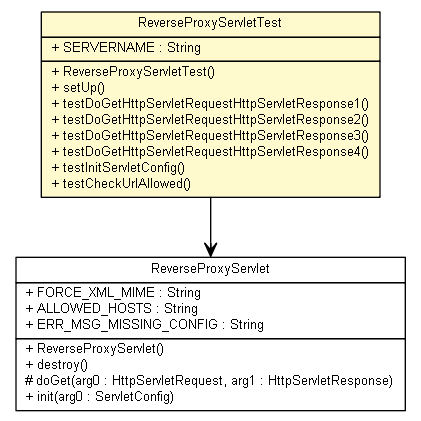 ReverseProxyServletTest
+ SERVERNAME : String
+ ReverseProxyServletTest()
+ setUp()
+ testDoGetHttpServletRequestHttpServletResponse1()
+ testDoGetHttpServletRequestHttpServletResponse2()
+ testDoGetHttpServletRequestHttpServletResponse3()
+ testDoGetHttpServletRequestHttpServletResponse4()
+ testInitServletConfig()
+ testCheckUrlAllowed()
ReverseProxyServlet
+ FORCE_XML_MIME : String
+ ALLOWED_HOSTS : String
+ ERR_MSG_MISSING_CONFIG : String
+ ReverseProxyServlet()
+ destroy()
# doGet(arg0 : HttpServletRequest, arg1 : HttpServletResponse)
+ init(arg0 : ServletConfig)